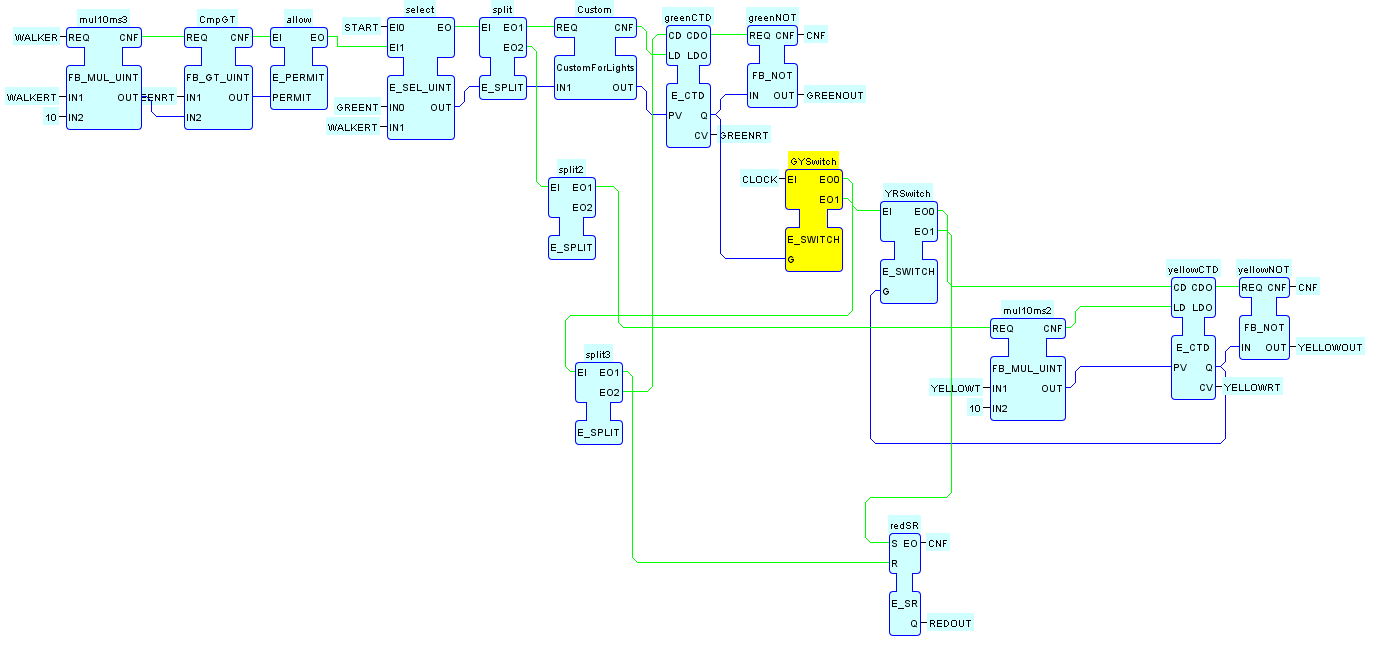 mul10ms3
WALKER
REQ CNF
FB_MUL_UINT
WALKERT
IN1 OUT
10
IN2
CmpGT
REQ CNF
FB_GT_UINT
ENRT
IN1 OUT
IN2
allow
EI EO
E_PERMIT
PERMIT
select
START
EI0 EO
EI1
E_SEL_UINT
GREENT
IN0 OUT
WALKERT
IN1
split
EI EO1
EO2
E_SPLIT
Custom
REQ CNF
CustomForLights
IN1 OUT
greenCTD
CD CDO
LD LDO
E_CTD
PV Q
CV
GREENRT
greenNOT
REQ CNF
CNF
FB_NOT
IN OUT
GREENOUT
split2
EI EO1
EO2
E_SPLIT
GYSwitch
CLOCK
EI EO0
EO1
E_SWITCH
G
YRSwitch
EI EO0
EO1
E_SWITCH
G
yellowCTD
CD CDO
LD LDO
E_CTD
PV Q
CV
YELLOWRT
yellowNOT
REQ CNF
CNF
FB_NOT
IN OUT
YELLOWOUT
mul10ms2
REQ CNF
FB_MUL_UINT
YELLOWT
IN1 OUT
10
IN2
split3
EI EO1
EO2
E_SPLIT
redSR
S EO
CNF
R
E_SR
Q
REDOUT